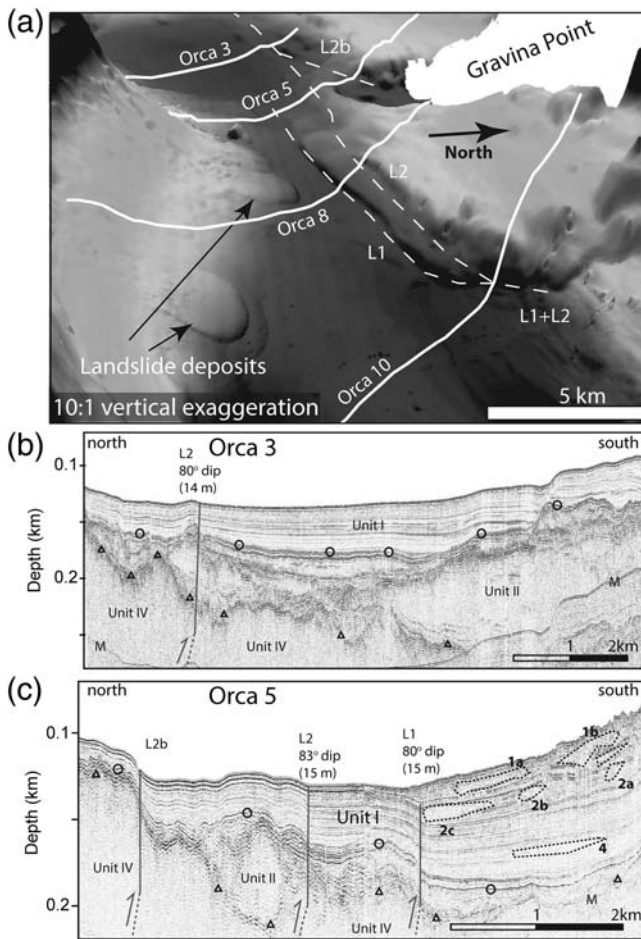 (a)
Orca 3
L2b
Gravina Point
Orca 5
North
L2
Orca 8
L1
L1+L2
Landslide deposits
Orca 10
10:1 vertical exaggeration
5 km
(b)
north
Orca 3
south
L2
80° dip
(14 m)
0.1
Unit I
Depth (km)
0.2
Unit II
Unit IV
M
M
Unit IV
1
2km
(c)
north
Orca 5
south
L2b
L2
83° dip
(15 m)
L1
80° dip
(15 m)
0.1
1b
1a
2a
2b
Unit I
2c
Depth (km)
4
Unit IV
Unit II
M
0.2
Unit IV
1
2km